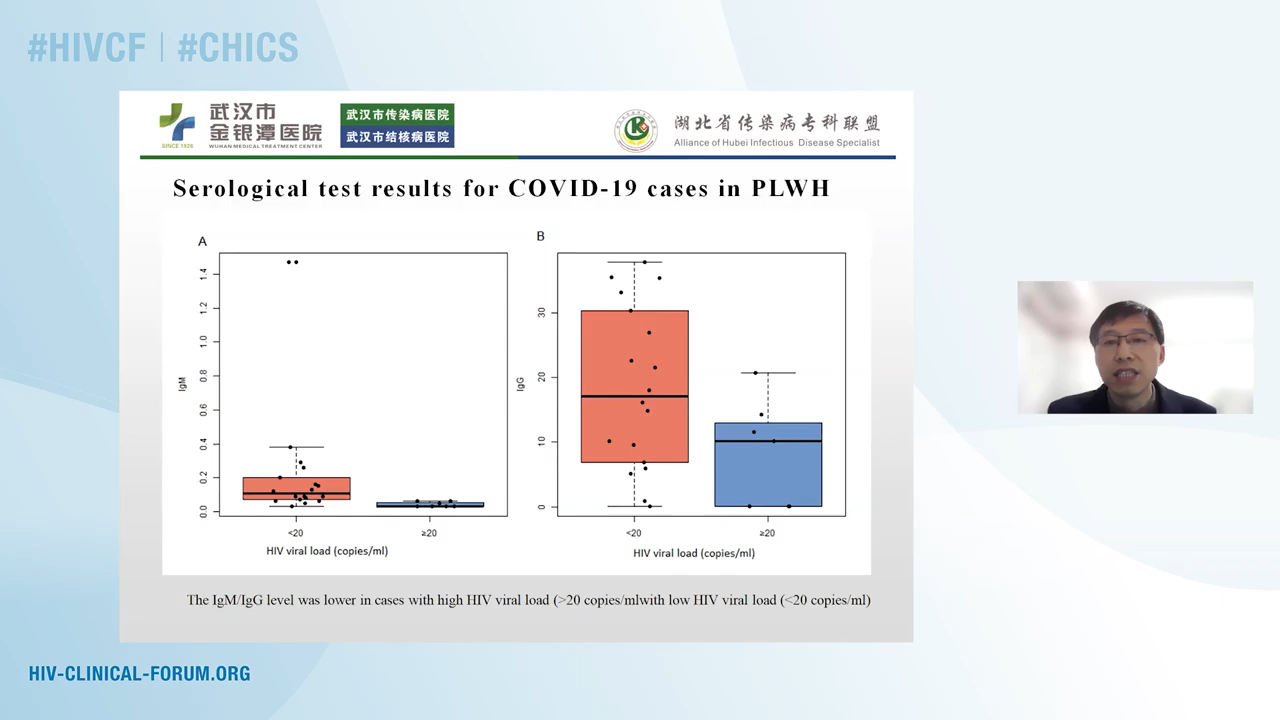 #HIVCF | #CHICS
武汉市
金银潭医院
SINCE 1926
WUHAN MEDICAL TREATMENT CENTER
武汉市传染病医院
武汉市结核病医院
湖北省传染病专科联盟
Alliance of Hubei Infectious Disease Specialist
Serological test results for COVID-19 cases in PLWH
A
IgM
1.4
1.2
1.0
0.8
0.6
0.4
0.2
0.0
<20
≥20
HIV viral load (copies/ml)
B
IgG
30
20
10
0
<20
≥20
HIV viral load (copies/ml)
The IgM/IgG level was lower in cases with high HIV viral load (>20 copies/mlwith low HIV viral load (<20 copies/ml)
HIV-CLINICAL-FORUM.ORG